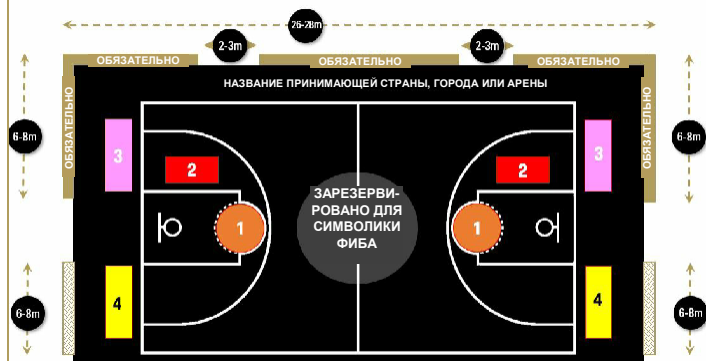 26-28m
2-3m
2-3m
ОБЯЗАТЕЛЬНО
ОБЯЗАТЕЛЬНО
ОБЯЗАТЕЛЬНО
НАЗВАНИЕ ПРИНИМАЮЩЕЙ СТРАНЫ, ГОРОДА ИЛИ АРЕНЫ
6-8m
ОБЯЗАТЕЛЬНО
ОБЯЗАТЕЛЬНО
6-8m
3
2
2
3
ЗАРЕЗЕРВИ-
РОВАНО ДЛЯ
СИМВОЛИКИ
ФИБА
1
1
4
4
6-8m
6-8m